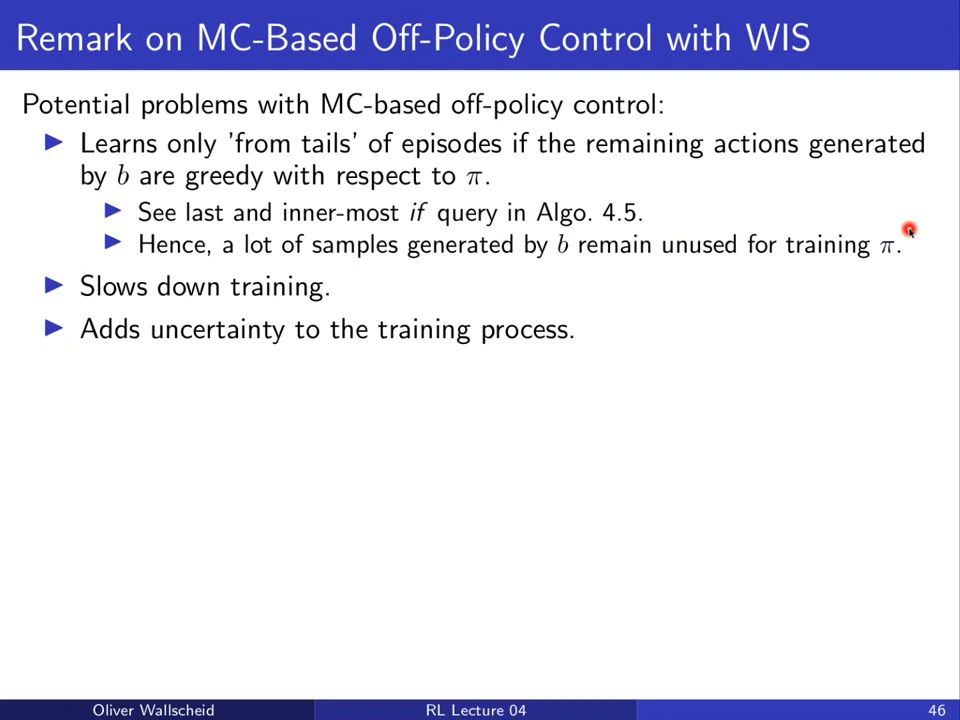 Remark on MC-Based Off-Policy Control with WIS
Potential problems with MC-based off-policy control:
▶ Learns only 'from tails' of episodes if the remaining actions generated
by b are greedy with respect to π.
▶ See last and inner-most if query in Algo. 4.5.
▶ Hence, a lot of samples generated by b remain unused for training π.
▶ Slows down training.
▶ Adds uncertainty to the training process.
Oliver Wallscheid RL Lecture 04 46